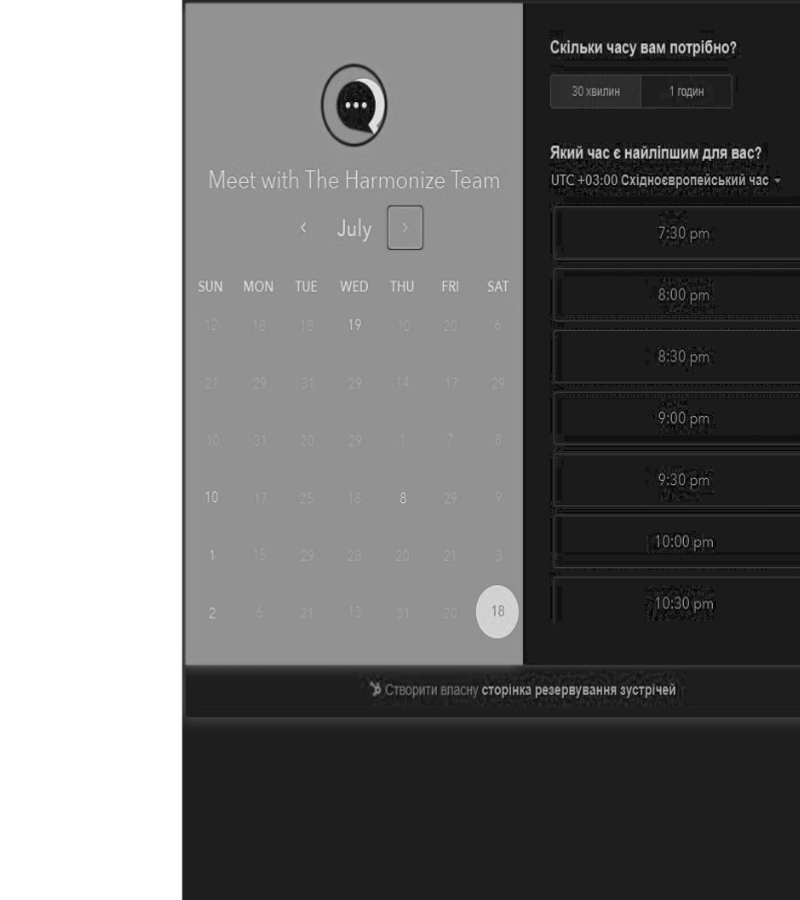 Meet with The Harmonize Team
July
SUN MON TUE WED THU FRI SAT
12 18 18 19 10 20 6
21 29 31 29 14 17 29
10 31 20 29 1 7 8
10 17 25 18 8 29 9
1 15 29 28 20 21 3
2 6 21 13 31 20 18
Скільки часу вам потрібно?
30 хвилин 1 годин
Який час є найліпшим для вас?
UTC +03:00 Східноєвропейський час
7:30 pm
8:00 pm
8:30 pm
9:00 pm
9:30 pm
10:00 pm
10:30 pm
Створити власну сторінка резервування зустрічей